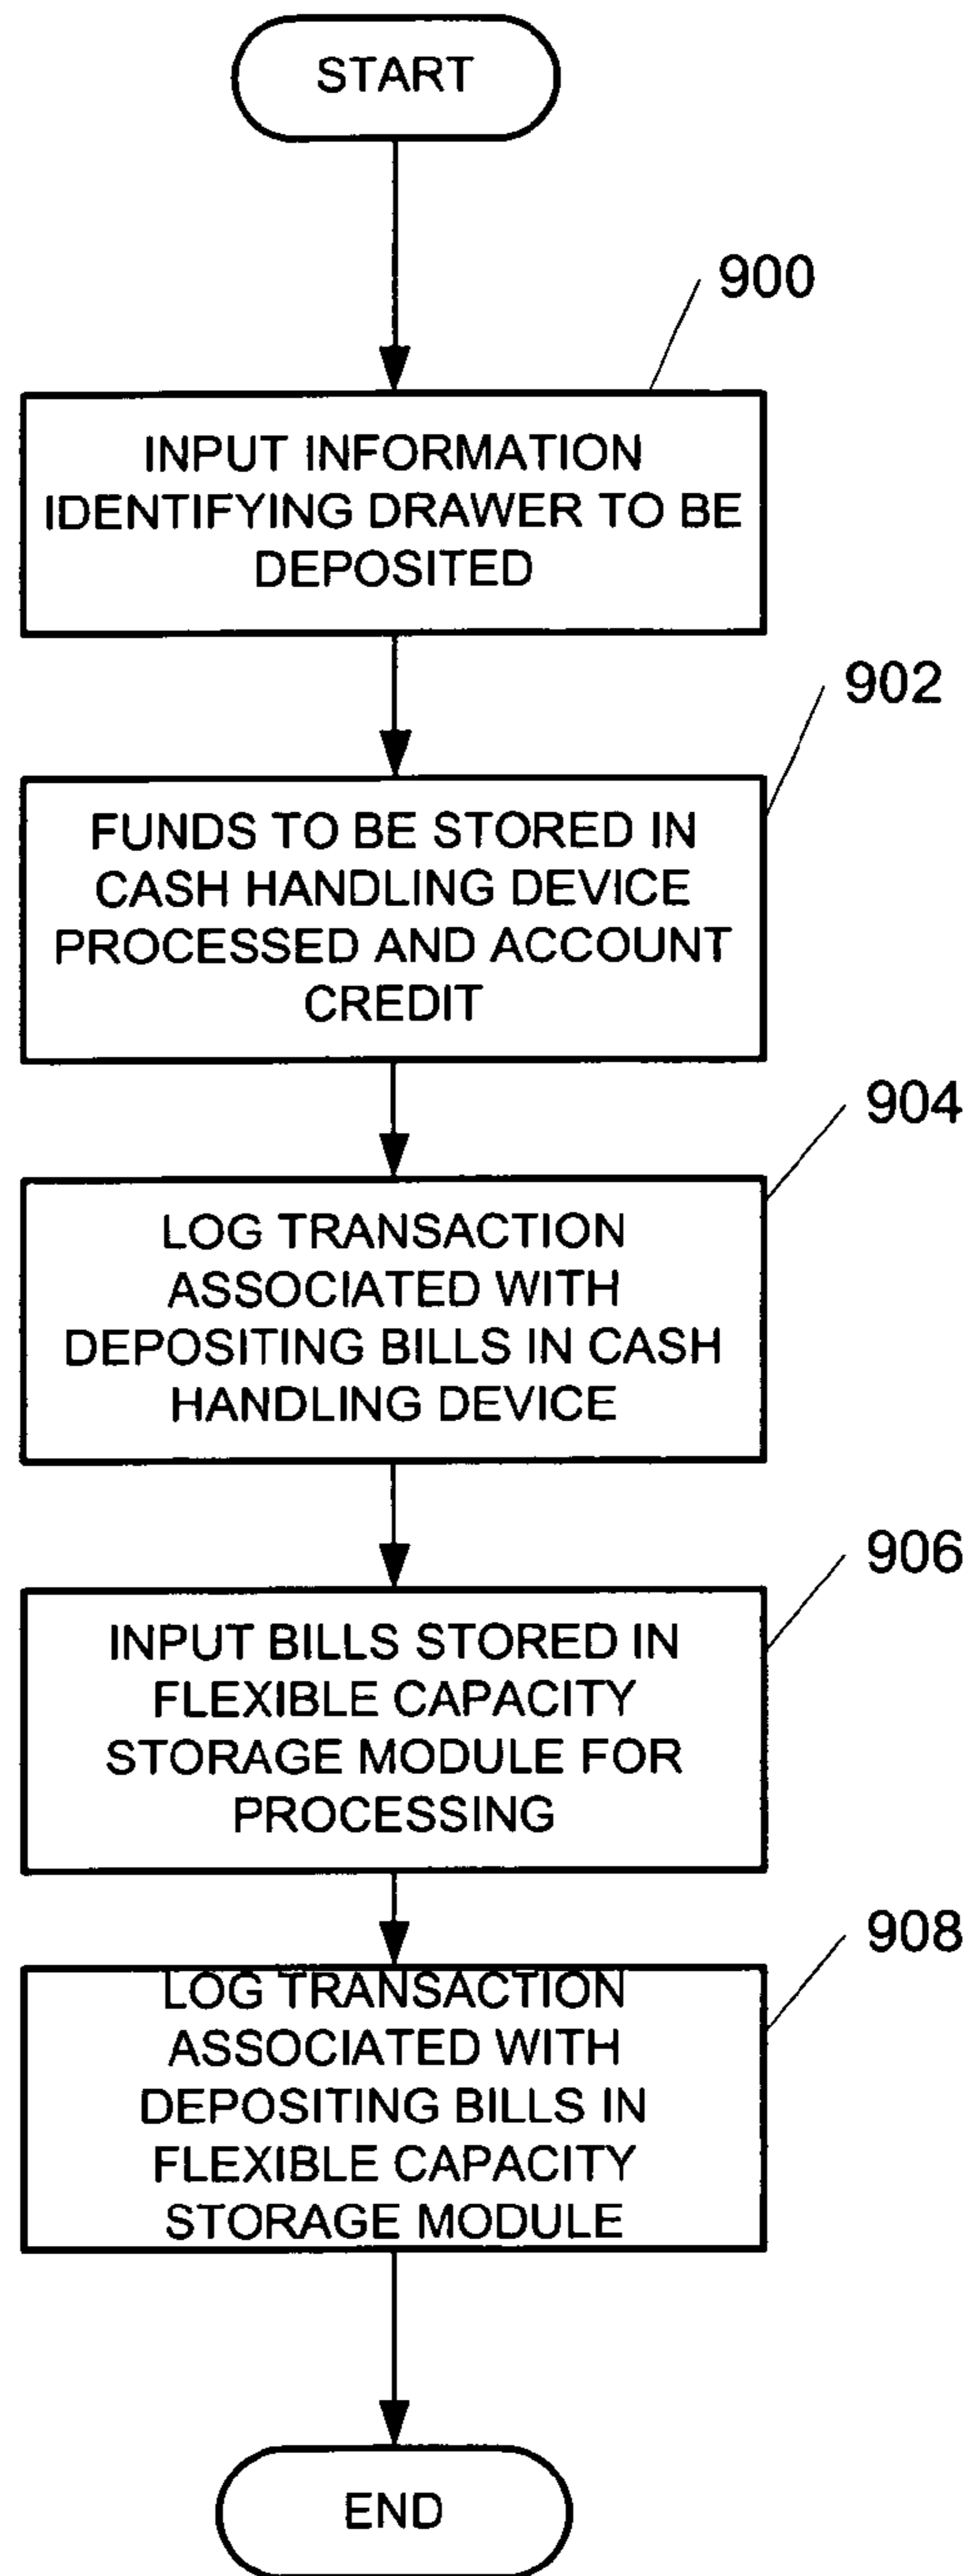 START
900
INPUT INFORMATION
IDENTIFYING DRAWER TO BE
DEPOSITED
902
FUNDS TO BE STORED IN
CASH HANDLING DEVICE
PROCESSED AND ACCOUNT
CREDIT
904
LOG TRANSACTION
ASSOCIATED WITH
DEPOSITING BILLS IN CASH
HANDLING DEVICE
906
INPUT BILLS STORED IN
FLEXIBLE CAPACITY
STORAGE MODULE FOR
PROCESSING
908
LOG TRANSACTION
ASSOCIATED WITH
DEPOSITING BILLS IN
FLEXIBLE CAPACITY
STORAGE MODULE
END